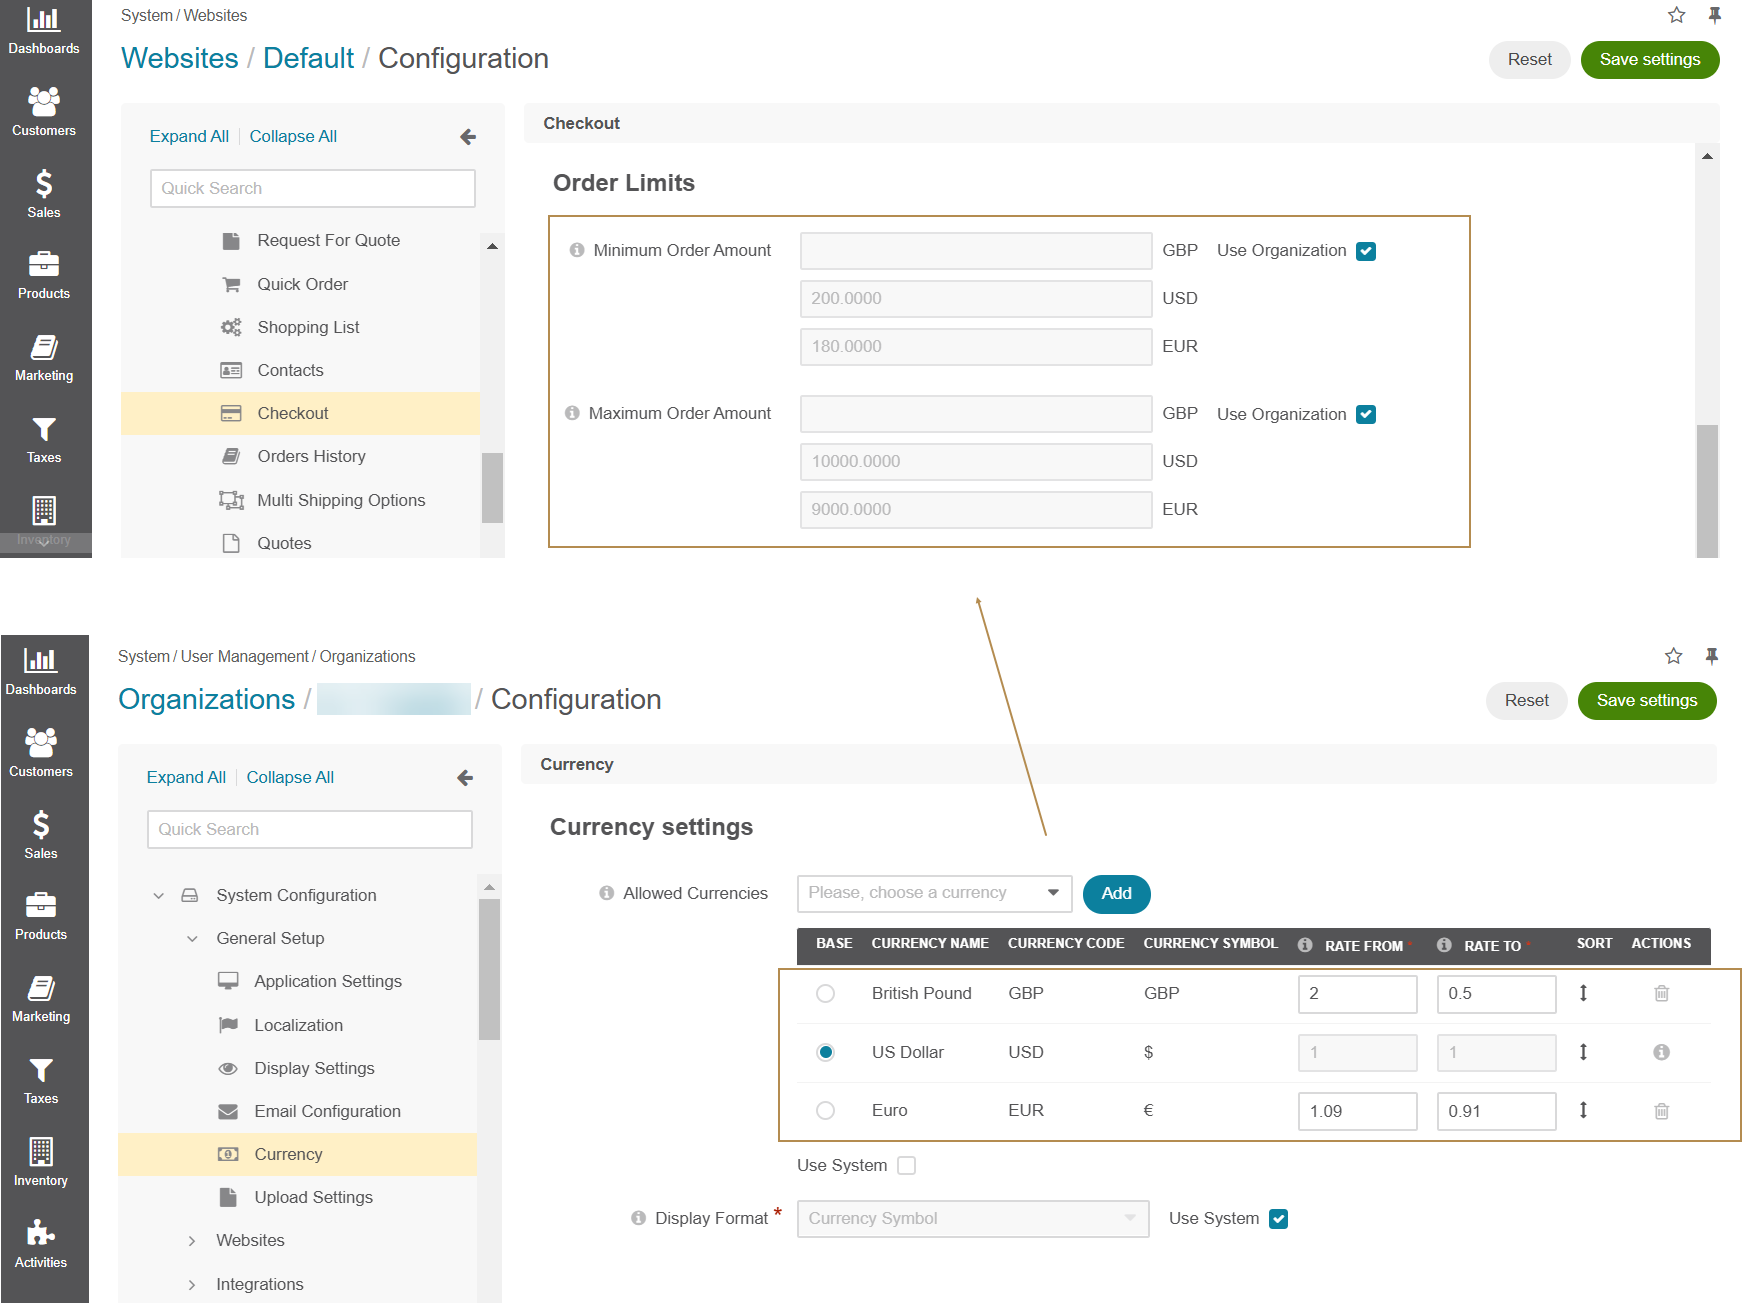 System / Websites
Websites / Default / Configuration
Reset
Save settings
Dashboards
Customers
Sales
Products
Marketing
Taxes
Inventory
Expand All
Collapse All
Quick Search
Request For Quote
Quick Order
Shopping List
Contacts
Checkout
Orders History
Multi Shipping Options
Quotes
Checkout
Order Limits
Minimum Order Amount
GBP
Use Organization
200.0000 USD
180.0000 EUR
Maximum Order Amount
GBP
Use Organization
10000.0000 USD
9000.0000 EUR
System / User Management / Organizations
Organizations / / Configuration
Reset
Save settings
Dashboards
Customers
Sales
Products
Marketing
Taxes
Inventory
Activities
Expand All
Collapse All
Quick Search
System Configuration
General Setup
Application Settings
Localization
Display Settings
Email Configuration
Currency
Upload Settings
Websites
Integrations
Currency
Currency settings
Allowed Currencies
Please, choose a currency
Add
BASE CURRENCY NAME CURRENCY CODE CURRENCY SYMBOL RATE FROM * RATE TO * SORT ACTIONS
British Pound GBP GBP 2 0.5
US Dollar USD $ 1 1
Euro EUR € 1.09 0.91
Use System
Display Format *
Currency Symbol
Use System